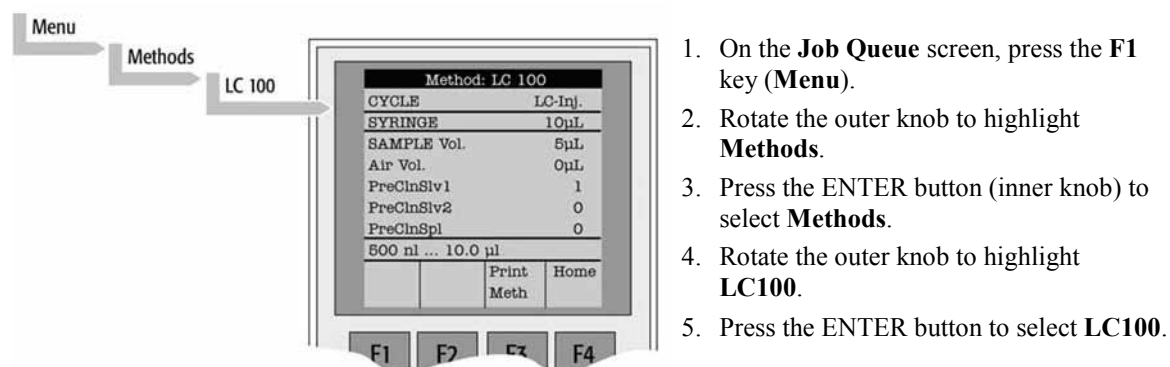 Menu
Methods
LC 100
Method: LC 100
CYCLE LC-Inj.
SYRINGE 10µL
SAMPLE Vol. 5µL
Air Vol. 0µL
PreClnSlv1 1
PreClnSlv2 0
PreClnSpl 0
500 nl ... 10.0 µl
Print Meth Home
F1 F2 F3 F4
1. On the Job Queue screen, press the F1
key (Menu).
2. Rotate the outer knob to highlight
Methods.
3. Press the ENTER button (inner knob) to
select Methods.
4. Rotate the outer knob to highlight
LC100.
5. Press the ENTER button to select LC100.